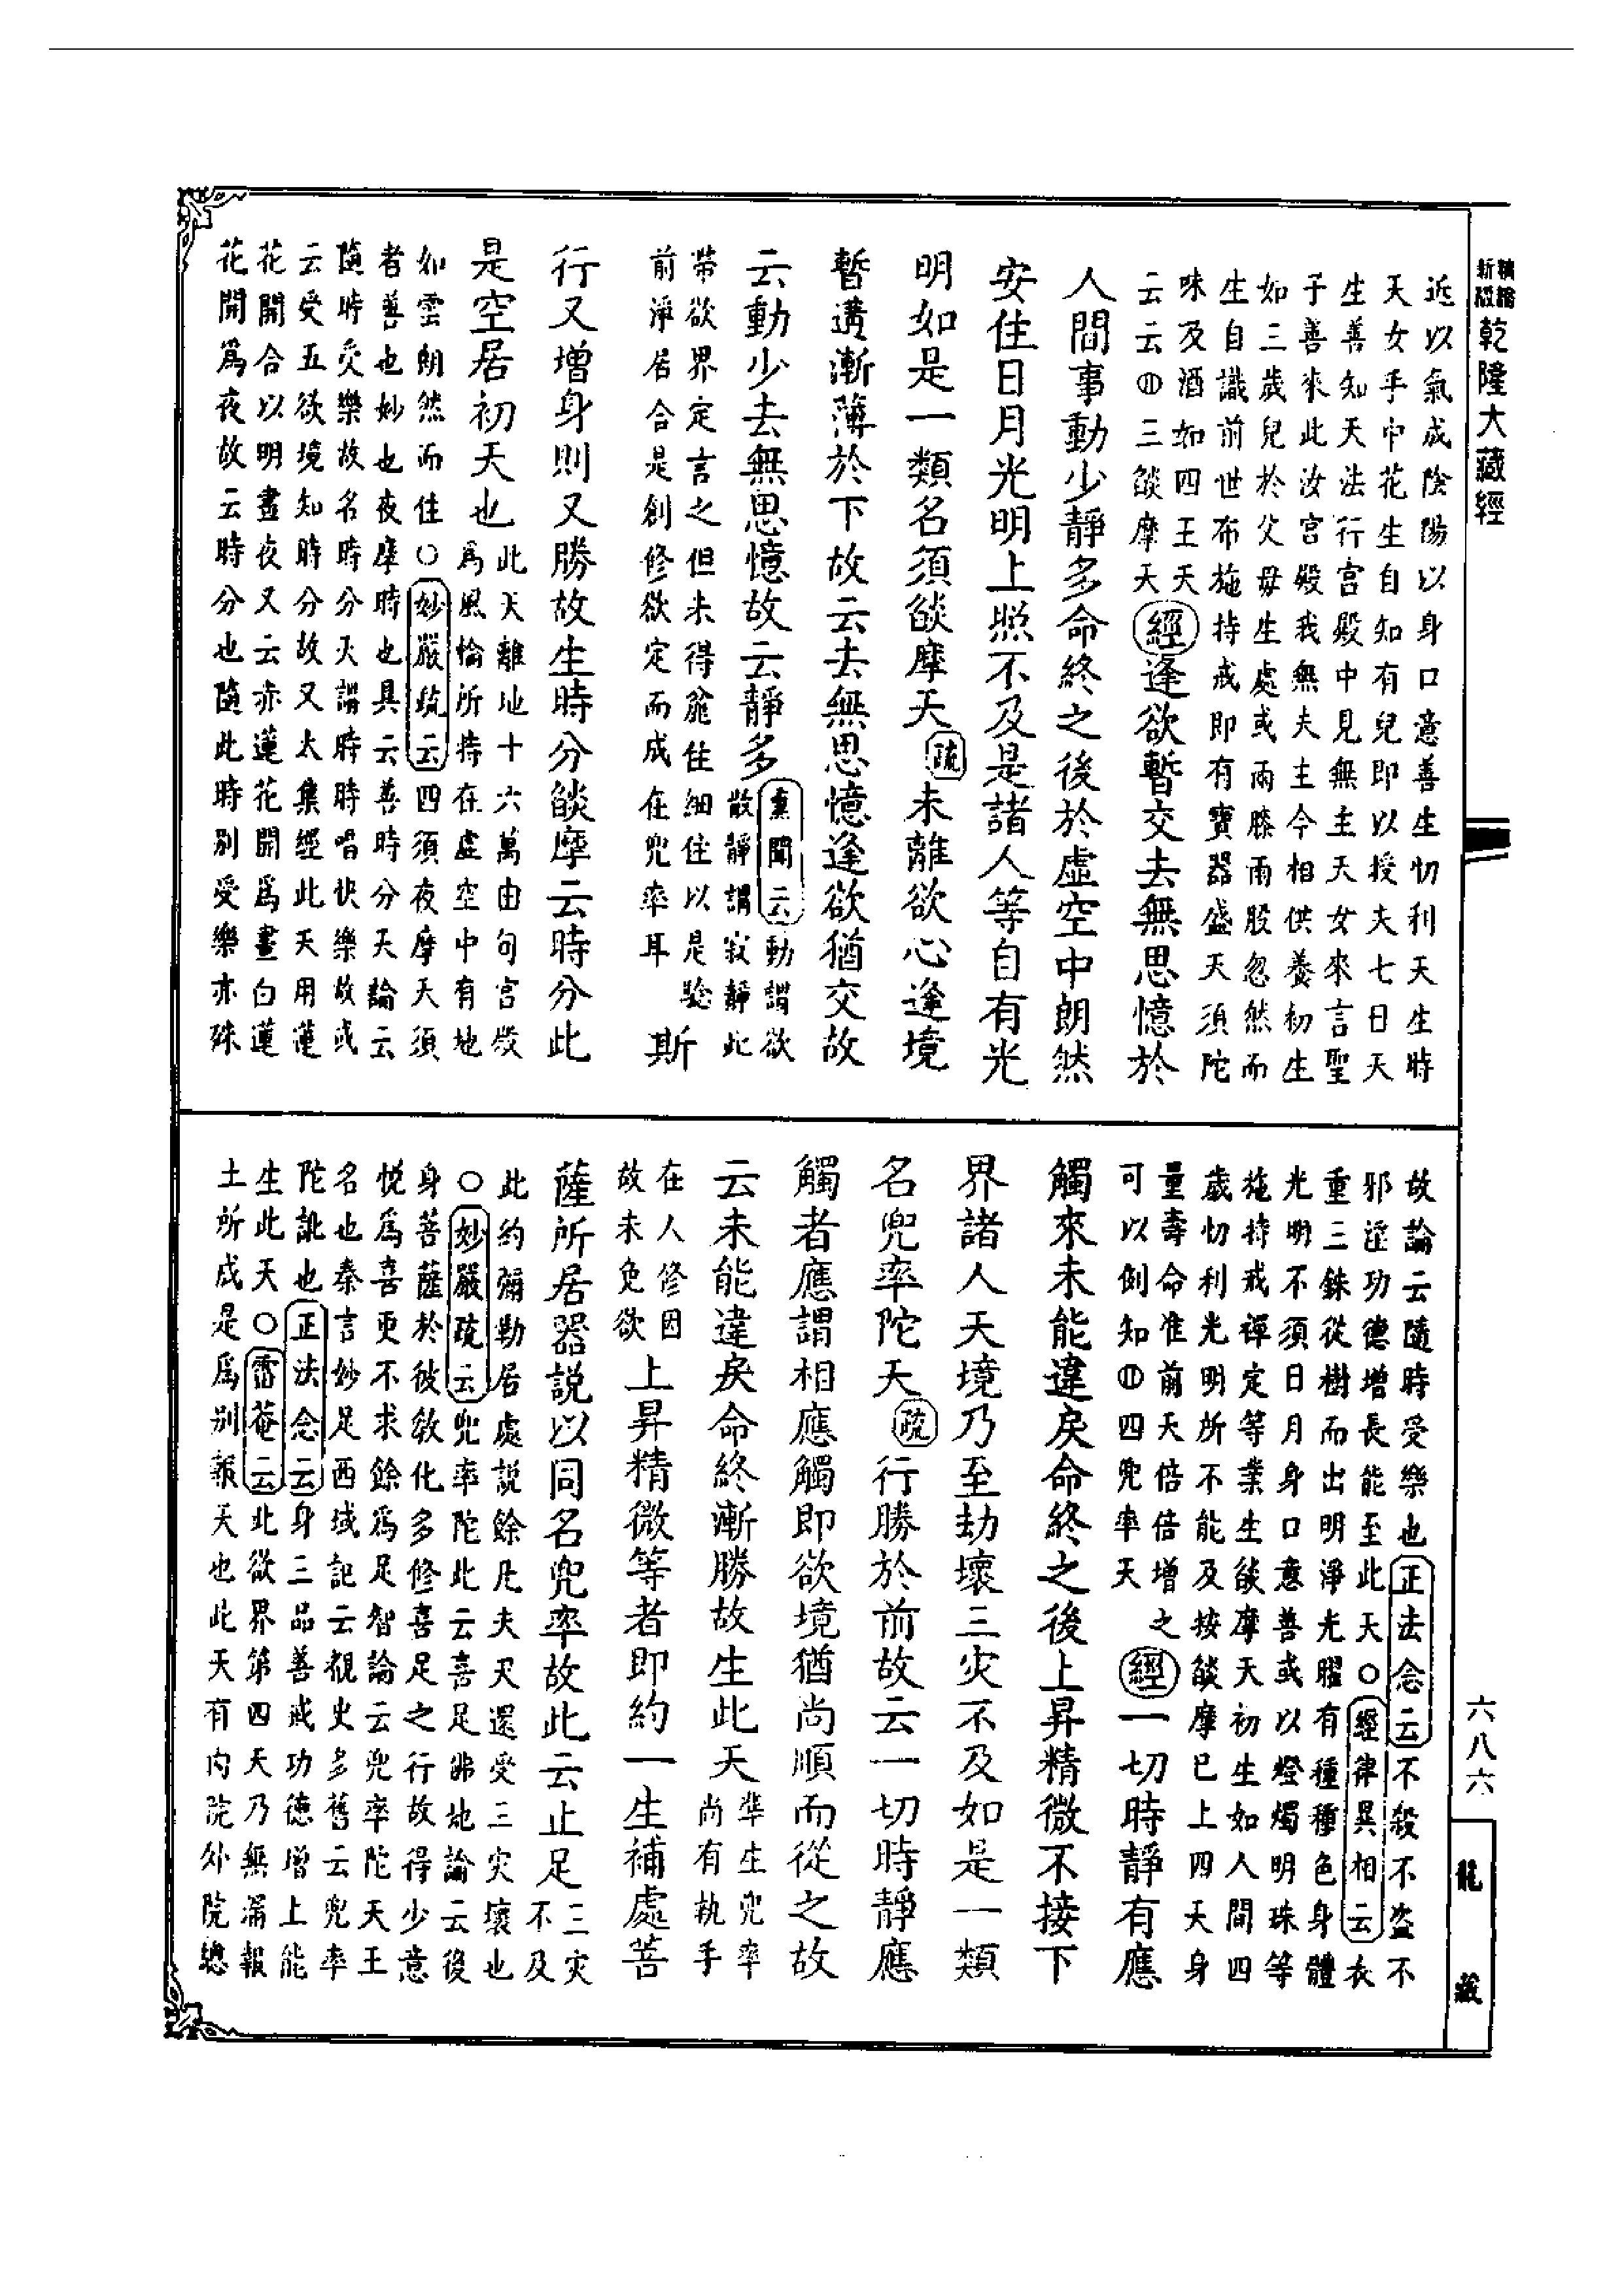 新編縮版乾隆大藏經
近以氣成陰陽以身口意善生忉利天生時
天女手中花生自知有兒即以授夫七日天
生善知天法行宮殿中見無主天女來言聖
子善來此汝宮殿我無夫主今相供養初生
如三歲兒於父母生處或兩膝兩股忽然而
生自識前世布施持戒即有寶器盛天須陀
味及酒如四王天
云云㊂三燄摩天經逢欲暫交去無思憶於
人間事動少靜多命終之後於虛空中朗然
安住日月光明上照不及是諸人等自有光
明如是一類名須燄摩天疏未離欲心逢境
暫遘漸薄於下故云去無思憶逢欲猶交故
云動少去無思憶故云靜多熏聞云動謂欲
散靜謂寂靜此
帶欲界定言之但未得麤住細住以是驗
前淨居合是創修欲定而成在兜率耳斯
行又增身則又勝故生時分燄摩云時分此
是空居初天也此天離地十六萬由旬宮殿
為風輪所持在虛空中有地
如雲朗然而住○妙嚴疏云四須夜摩天須
者善也妙也夜摩時也具云善時分天論云
隨時受樂故名時分天謂時時唱快樂故或
云受五欲境知時分故又大集經此天用蓮
花開合以明晝夜又云赤蓮花開為晝白蓮
花開為夜故云時分也隨此時別受樂亦殊
故論云隨時受樂也正法念云不殺不盜不
邪淫功德增長能至此天○經律異相云衣
重三銖從樹而出明淨光曜有種種色身體
光明不須日月身口意善或以燈燭明珠等
施持戒禪定等業生燄摩天初生如人間四
歲忉利光明所不能及按燄摩已上四天身
量壽命准前天倍倍增之
可以例知㊂四兜率天經一切時靜有應
觸來未能違戾命終之後上昇精微不接下
界諸人天境乃至劫壞三灾不及如是一類
名兜率陀天疏行勝於前故云一切時靜應
觸者應謂相應觸即欲境猶尚順而從之故
云未能違戾命終漸勝故生此天準生兜率
尚有執手
在人修因
故未免欲上昇精微等者即約一生補處菩
薩所居器說以同名兜率故此云止足三灾
不及
此約彌勒居處說餘凡夫天還受三灾壞也
○妙嚴疏云兜率陀此云喜足瑜伽論云後
身菩薩於彼教化多修喜足之行故得少意
悅為喜更不求餘為足智論云兜率陀天王
名也秦言妙足西域記云覩史多舊云兜率
陀訛也正法念云身三品善戒功德增上能
生此天○雷菴云此欲界第四天乃無漏報
土所成是為別報天也此天有內院外院總
六八六
龍藏